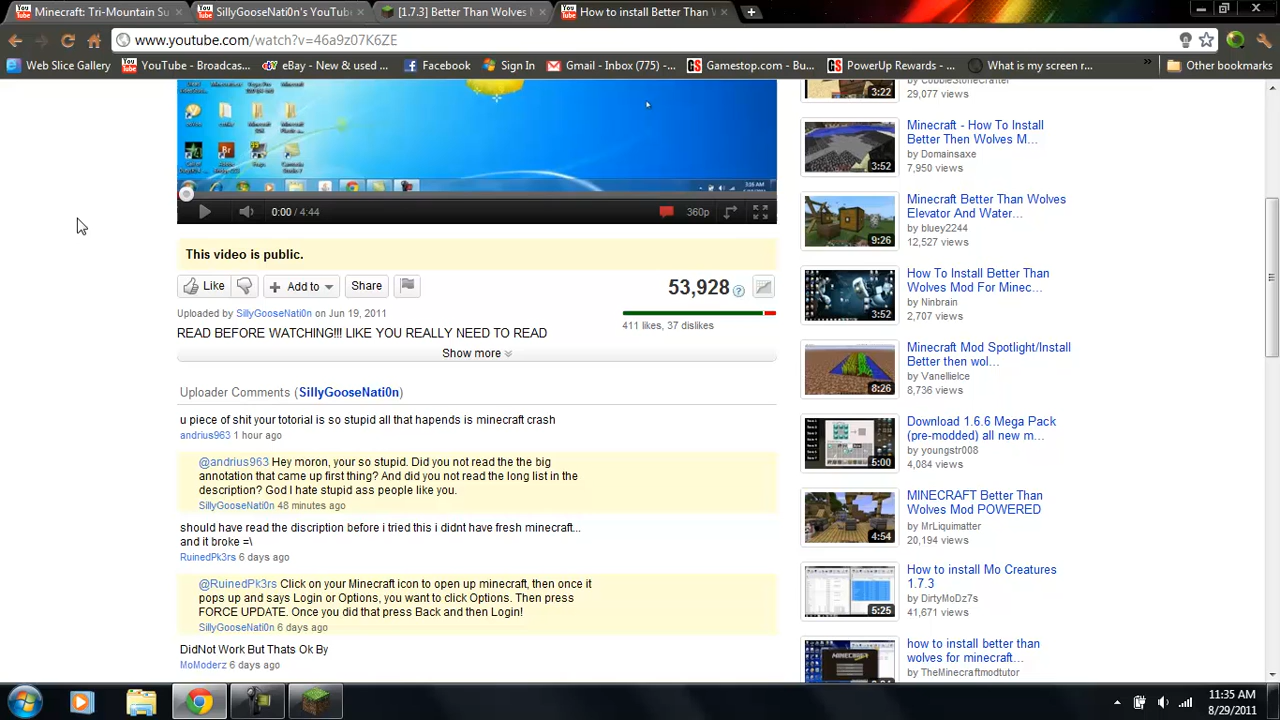 Minecraft: Tri-Mountain Su
SillyGooseNati0n's YouTub
[1.7.3] Better Than Wolves M
How to install Better Than W
www.youtube.com/watch?v=46a9z07K6ZE
Web Slice Gallery
YouTube - Broadcas...
eBay - New & used ...
Facebook
Sign In
Gmail - Inbox (775) -...
Gamestop.com - Bu...
PowerUp Rewards - ...
What is my screen r...
Other bookmarks
3:16 AM
0:00 / 4:44
360p
This video is public.
Like
Add to
Share
53,928
Uploaded by SillyGooseNati0n on Jun 19, 2011
411 likes, 37 dislikes
READ BEFORE WATCHING!!! LIKE YOU REALLY NEED TO READ
Show more
Uploader Comments (SillyGooseNati0n)
u piece of shit your totorial is so stupid all that hapens is minecraft crash
andrius963 1 hour ago
@andrius963 Hey moron, your so stupid. Did you not read the the big
annotation that came up first thing? And did you not read the long list in the
description? God I hate stupid ass people like you.
SillyGooseNati0n 48 minutes ago
should have read the discription before i tried this i didnt have fresh minecraft...
and it broke =\
RuinedPk3rs 6 days ago
@RuinedPk3rs Click on your Minecraft icon to open up minecraft, then once it
pops up and says Login or Options, you want to click Options. Then press
FORCE UPDATE. Once you did that press Back and then Login!
SillyGooseNati0n 6 days ago
DidNot Work But Thats Ok B)
MoModerz 6 days ago
by CobbleStoneCrafter
29,077 views
3:22
Minecraft - How To Install
Better Then Wolves M...
by Domainsaxe
7,950 views
3:52
Minecraft Better Than Wolves
Elevator And Water...
by bluey2244
12,527 views
9:26
How To Install Better Than
Wolves Mod For Minec...
by Ninbrain
2,707 views
3:52
Minecraft Mod Spotlight/Install
Better then wol...
by VanellieIce
8,736 views
8:26
Download 1.6.6 Mega Pack
(pre-modded) all new m...
by youngstr008
4,084 views
5:00
MINECRAFT Better Than
Wolves Mod POWERED
by MrLiquimatter
20,194 views
4:54
How to install Mo Creatures
1.7.3
by DirtyMoDz7s
41,671 views
5:25
how to install better than
wolves for minecraft...
by TheMinecraftmodtutor
MINECRAFT
11:35 AM
8/29/2011